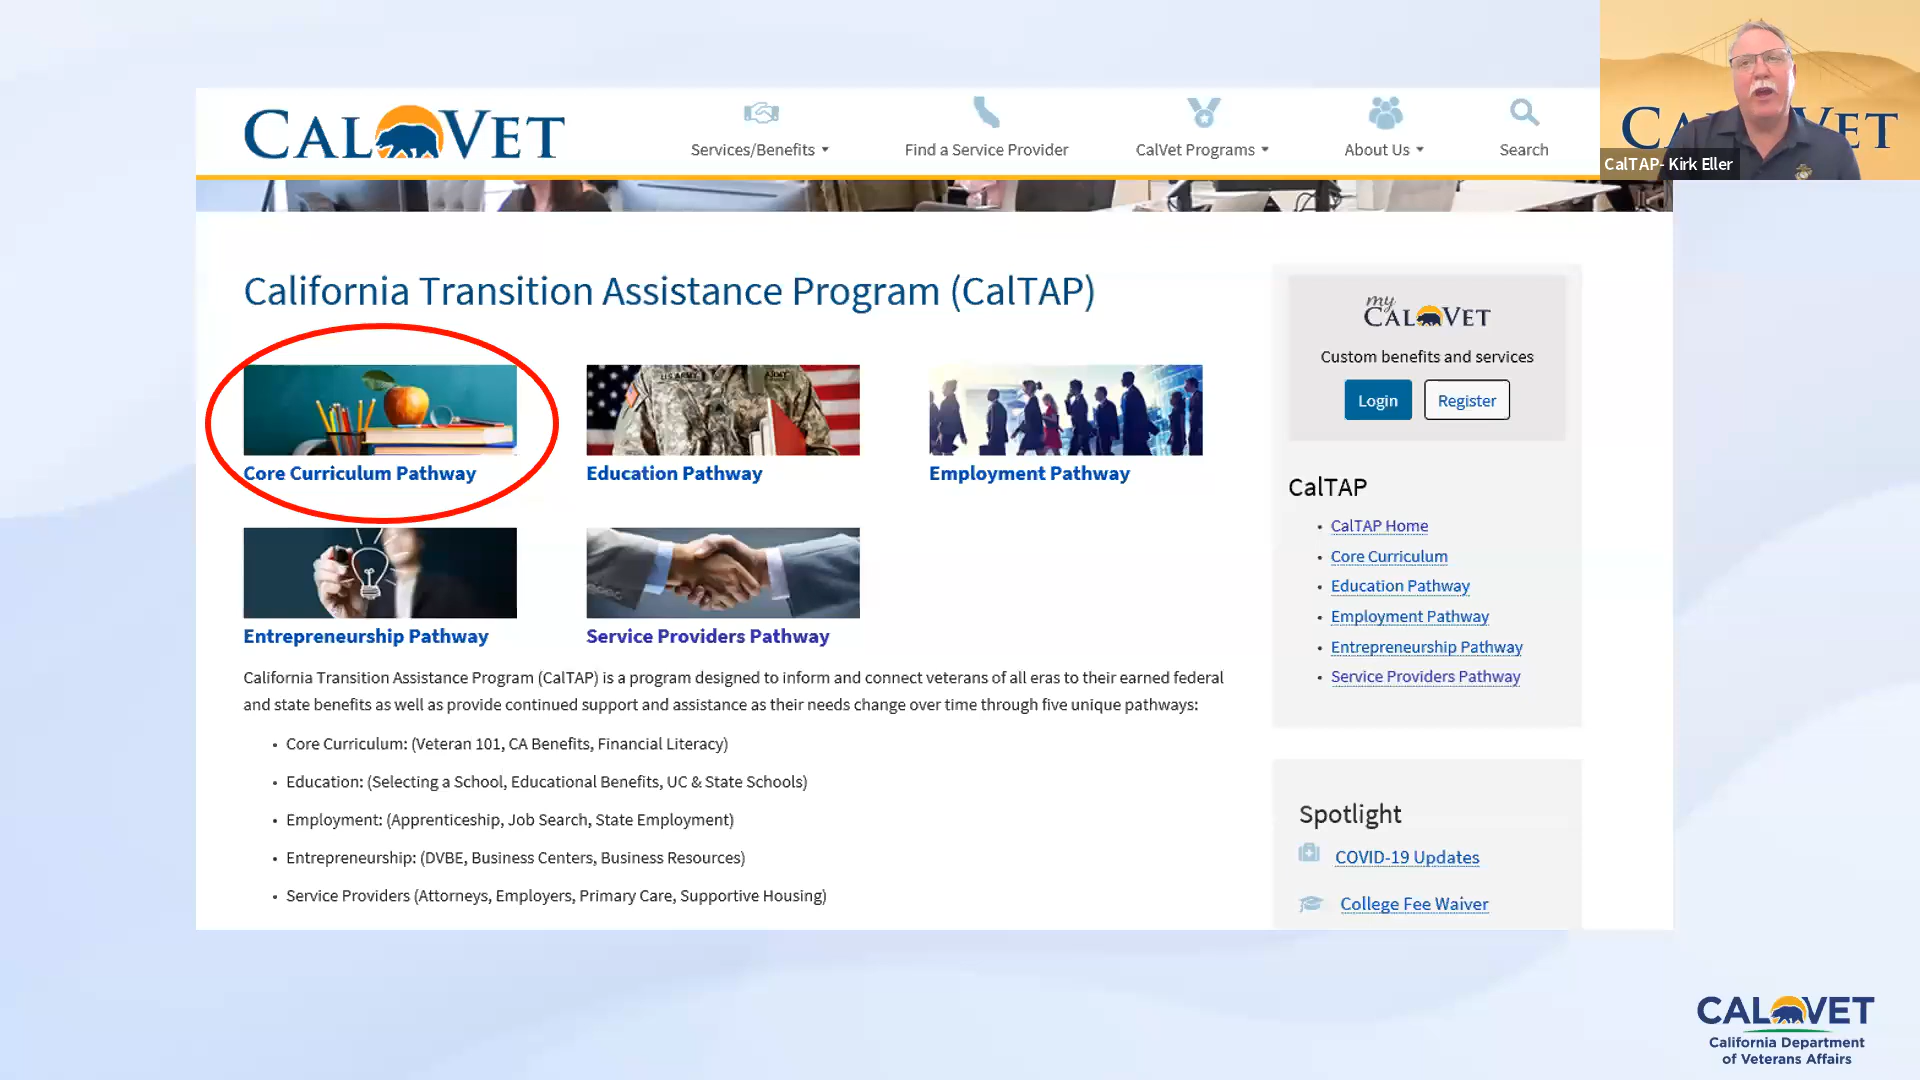 CALVET
Services/Benefits
Find a Service Provider
CalVet Programs
About Us
Search
CalTAP- Kirk Eller
California Transition Assistance Program (CalTAP)
U.S. ARMY
Core Curriculum Pathway
Education Pathway
Employment Pathway
Entrepreneurship Pathway
Service Providers Pathway
California Transition Assistance Program (CalTAP) is a program designed to inform and connect veterans of all eras to their earned federal
and state benefits as well as provide continued support and assistance as their needs change over time through five unique pathways:
• Core Curriculum: (Veteran 101, CA Benefits, Financial Literacy)
• Education: (Selecting a School, Educational Benefits, UC & State Schools)
• Employment: (Apprenticeship, Job Search, State Employment)
• Entrepreneurship: (DVBE, Business Centers, Business Resources)
• Service Providers (Attorneys, Employers, Primary Care, Supportive Housing)
my
CALVET
Custom benefits and services
Login
Register
CalTAP
• CalTAP Home
• Core Curriculum
• Education Pathway
• Employment Pathway
• Entrepreneurship Pathway
• Service Providers Pathway
Spotlight
COVID-19 Updates
College Fee Waiver
CALVET
California Department
of Veterans Affairs